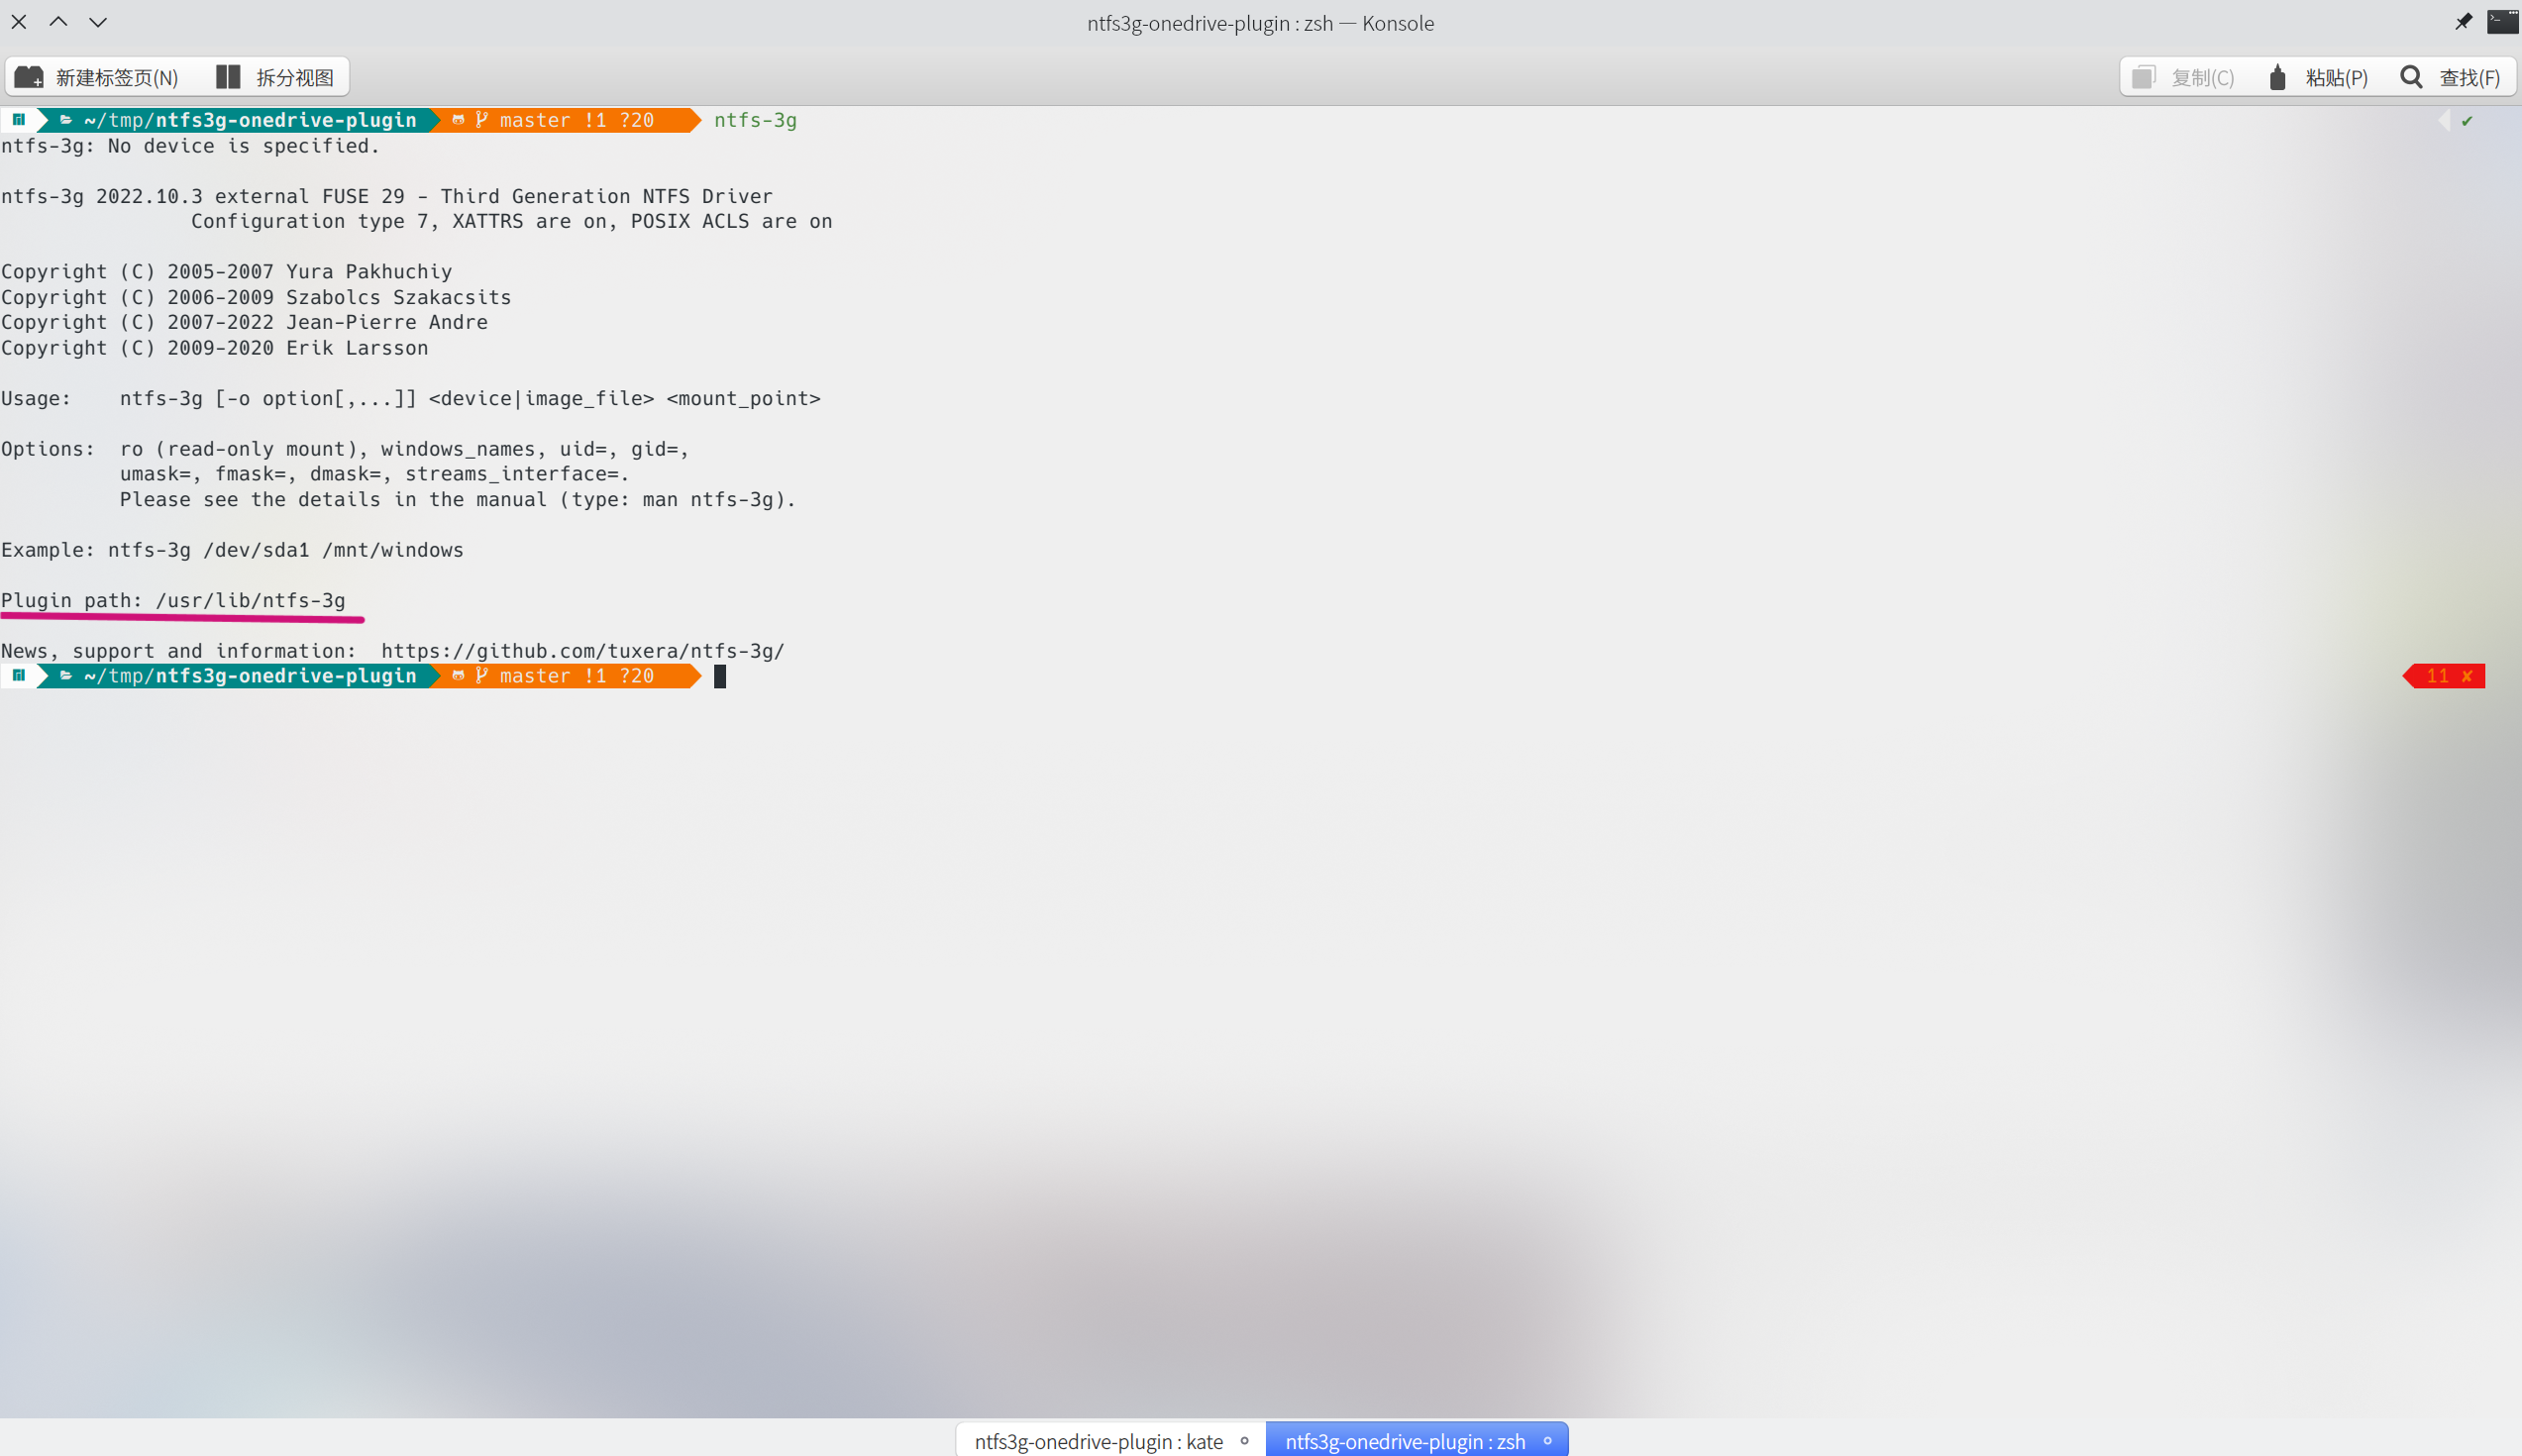 ntfs3g-onedrive-plugin : zsh — Konsole
新建标签页(N) 拆分视图 复制(C) 粘贴(P) 查找(F)
~/tmp/ntfs3g-onedrive-plugin master !1 ?20 ntfs-3g ✔
ntfs-3g: No device is specified.
ntfs-3g 2022.10.3 external FUSE 29 - Third Generation NTFS Driver
Configuration type 7, XATTRS are on, POSIX ACLS are on
Copyright (C) 2005-2007 Yura Pakhuchiy
Copyright (C) 2006-2009 Szabolcs Szakacsits
Copyright (C) 2007-2022 Jean-Pierre Andre
Copyright (C) 2009-2020 Erik Larsson
Usage: ntfs-3g [-o option[,...]] <device|image_file> <mount_point>
Options: ro (read-only mount), windows_names, uid=, gid=,
umask=, fmask=, dmask=, streams_interface=.
Please see the details in the manual (type: man ntfs-3g).
Example: ntfs-3g /dev/sda1 /mnt/windows
Plugin path: /usr/lib/ntfs-3g
News, support and information: https://github.com/tuxera/ntfs-3g/
~/tmp/ntfs3g-onedrive-plugin master !1 ?20 11 ✘
ntfs3g-onedrive-plugin : kate ntfs3g-onedrive-plugin : zsh